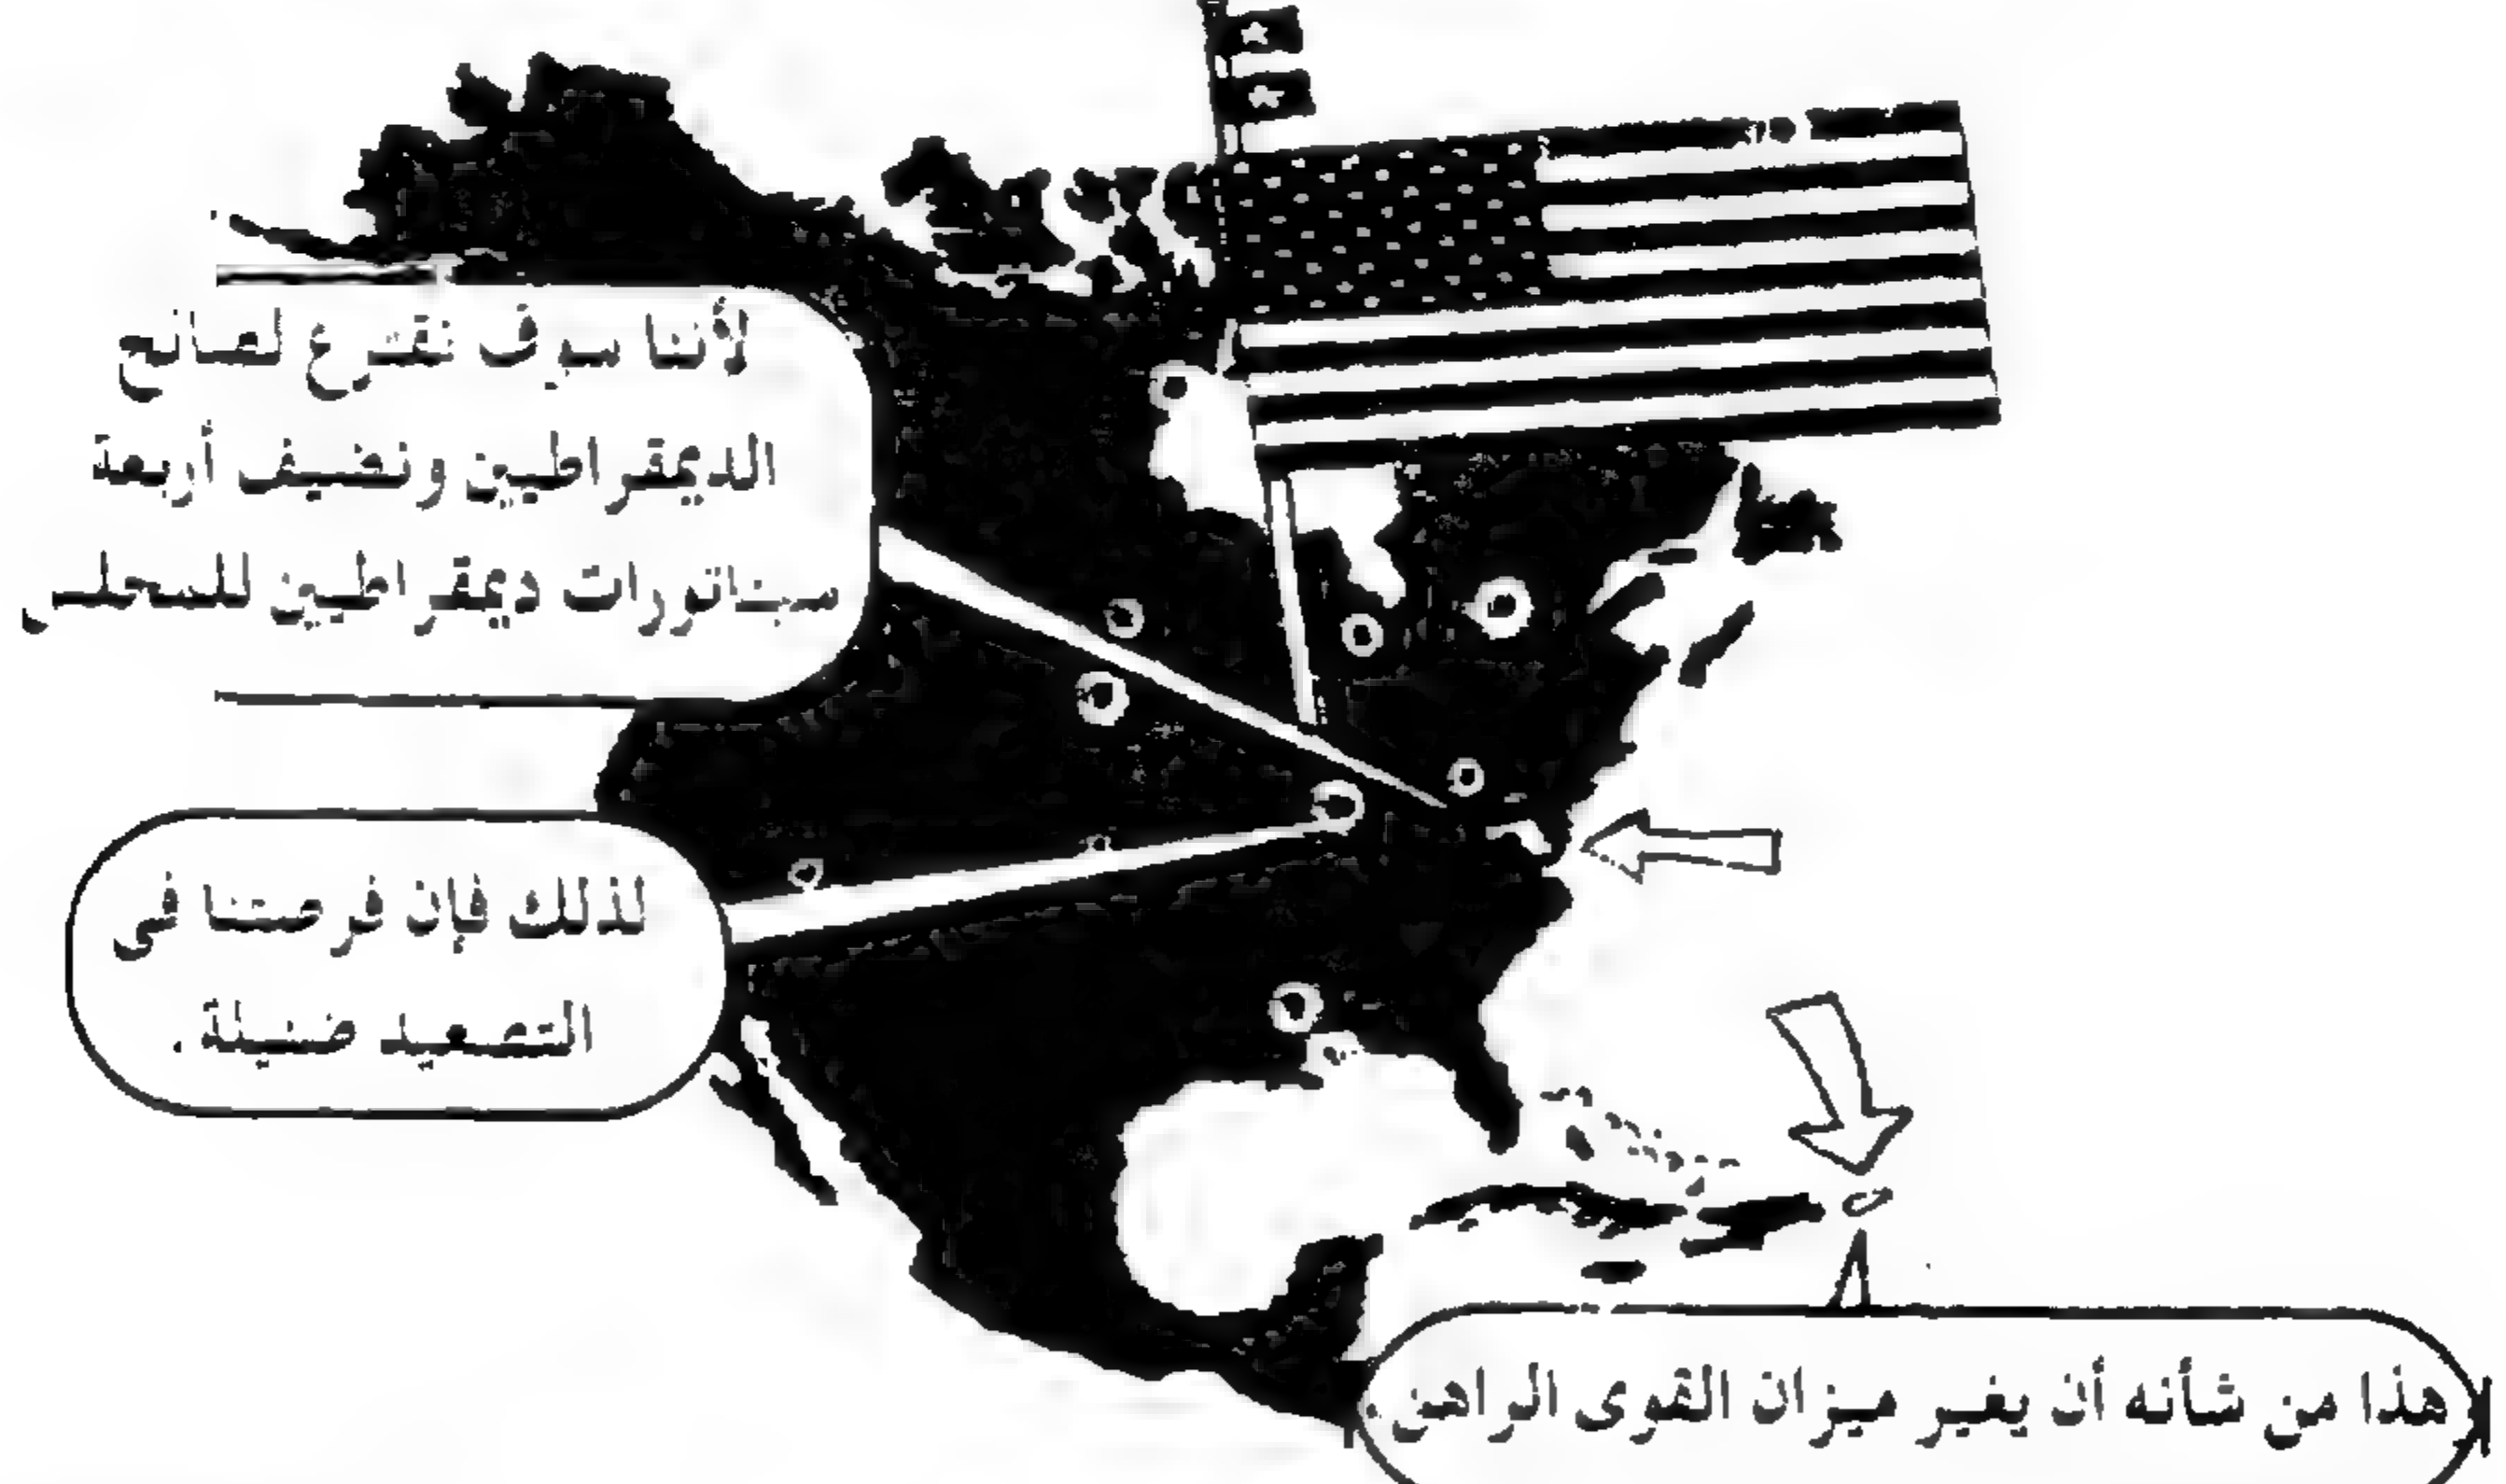 لأننا سوف نقترع لصالح
الديمقراطيين ونضيف أربعة
سيناتورات ديمقراطيين للمجلس
لذلك فإن فرصتنا فى
التصعيد ضئيلة.
هذا من شأنه أن يغير ميزان القوى الراهن.